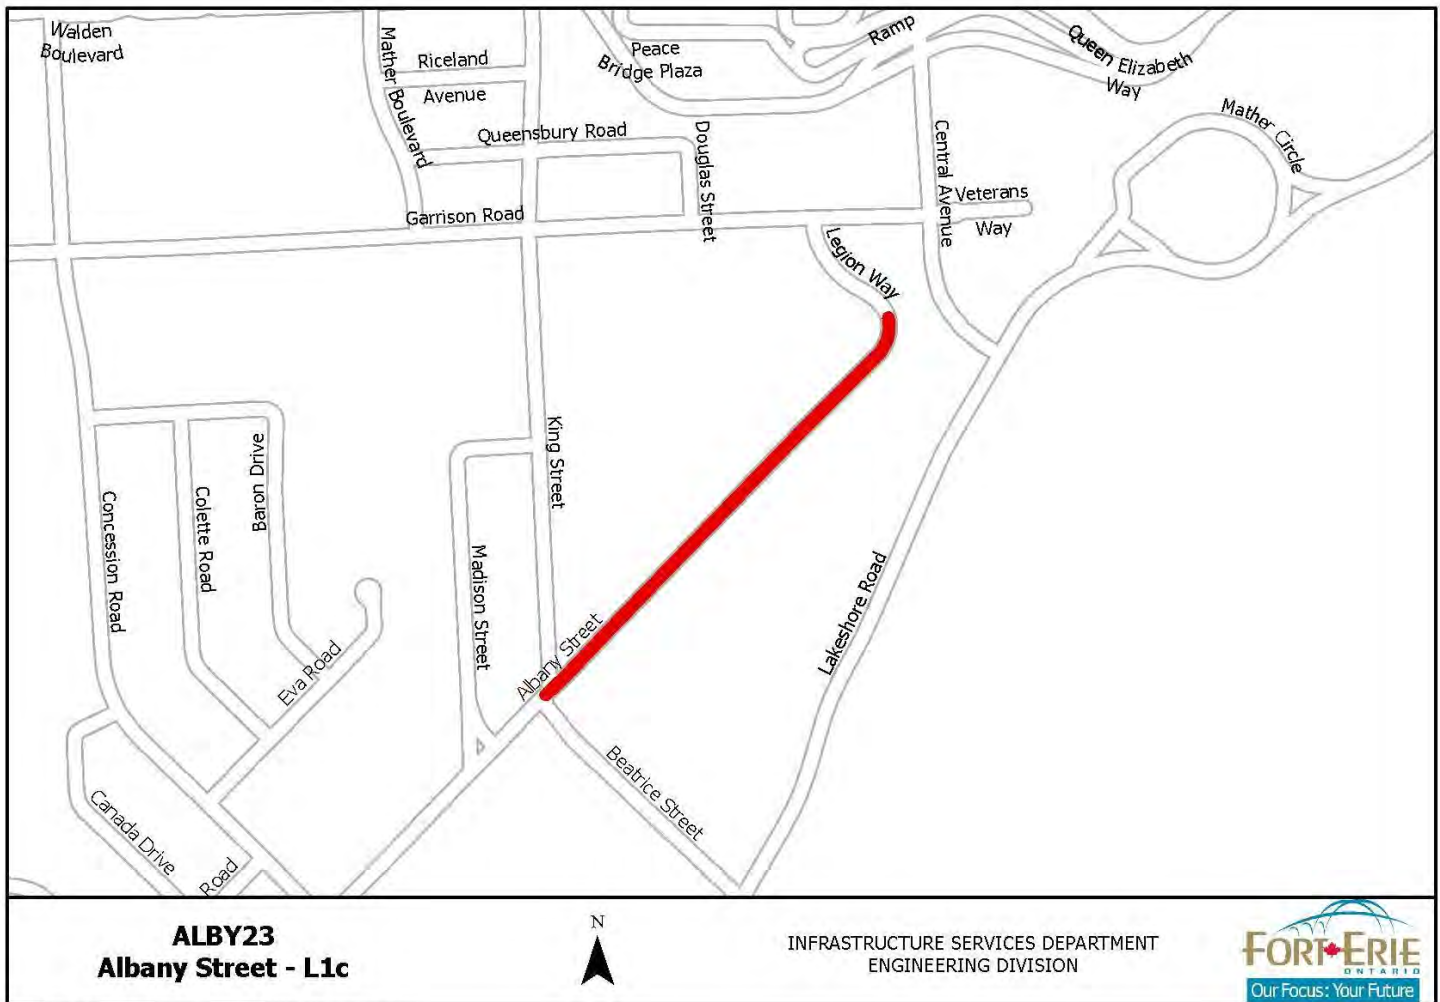 Walden
Boulevard
Mather Boulevard
Riceland
Avenue
Peace
Bridge Plaza
Ramp
Queen Elizabeth
Way
Queensbury Road
Douglas Street
Central Avenue
Mather Circle
Veterans
Way
Garrison Road
Legion Way
King Street
Baron Drive
Colette Road
Concession Road
Madison Street
Albany Street
Lakeshore Road
Eva Road
Beatrice Street
Canada Drive
Road
ALBY23
Albany Street - L1c
N
INFRASTRUCTURE SERVICES DEPARTMENT
ENGINEERING DIVISION
FORT ERIE
ONTARIO
Our Focus: Your Future